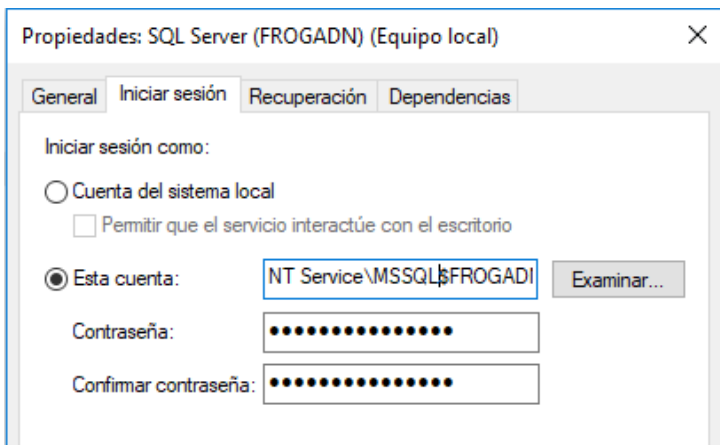 Propiedades: SQL Server (FROGADN) (Equipo local)
General Iniciar sesión Recuperación Dependencias
Iniciar sesión como:
Cuenta del sistema local
Permitir que el servicio interactúe con el escritorio
Esta cuenta: NT Service\MSSQL$FROGADN Examinar...
Contraseña: •••••••••••••••
Confirmar contraseña: •••••••••••••••